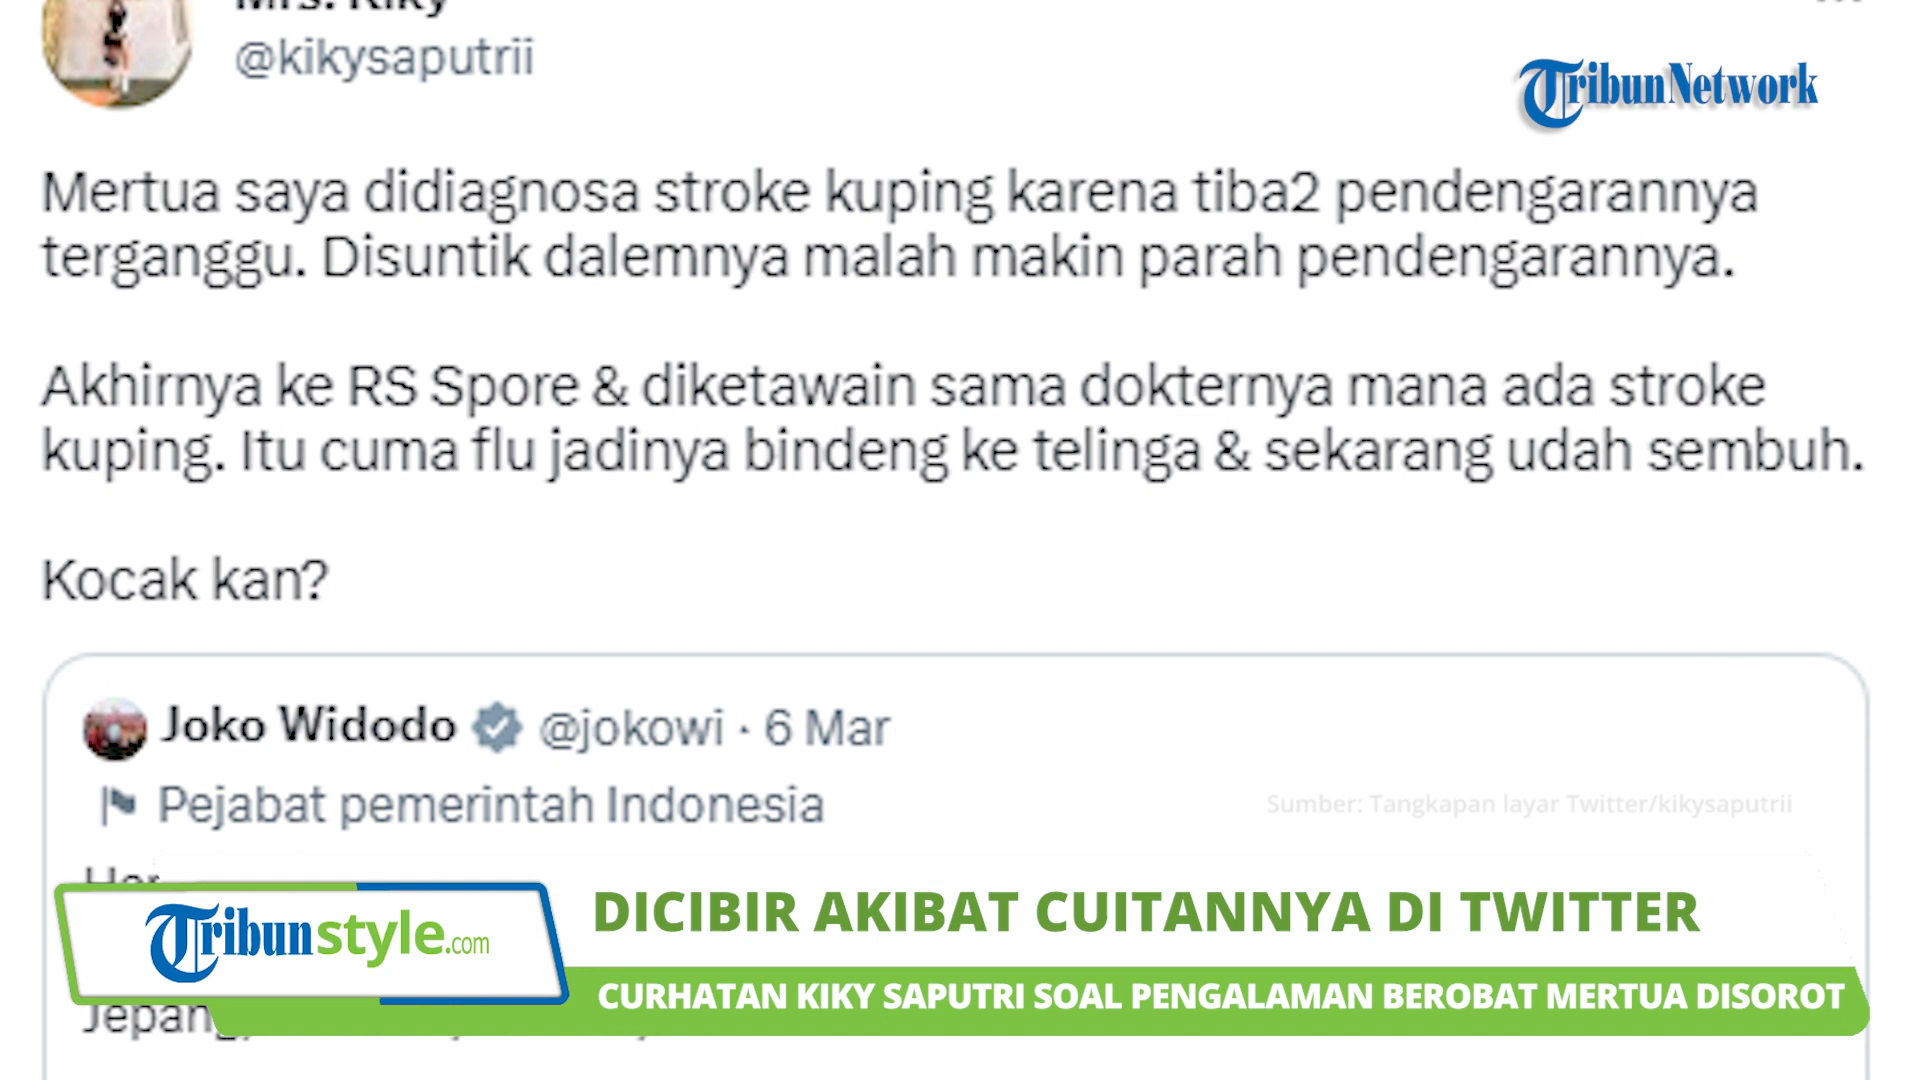 Mrs. Kiky
@kikysaputrii
TribunNetwork
Mertua saya didiagnosa stroke kuping karena tiba2 pendengarannya
terganggu. Disuntik dalemnya malah makin parah pendengarannya.
Akhirnya ke RS Spore & diketawain sama dokternya mana ada stroke
kuping. Itu cuma flu jadinya bindeng ke telinga & sekarang udah sembuh.
Kocak kan?
Joko Widodo @jokowi · 6 Mar
Pejabat pemerintah Indonesia
Sumber: Tangkapan layar Twitter/kikysaputrii
Tribunstyle.com
DICIBIR AKIBAT CUITANNYA DI TWITTER
CURHATAN KIKY SAPUTRI SOAL PENGALAMAN BEROBAT MERTUA DISOROT